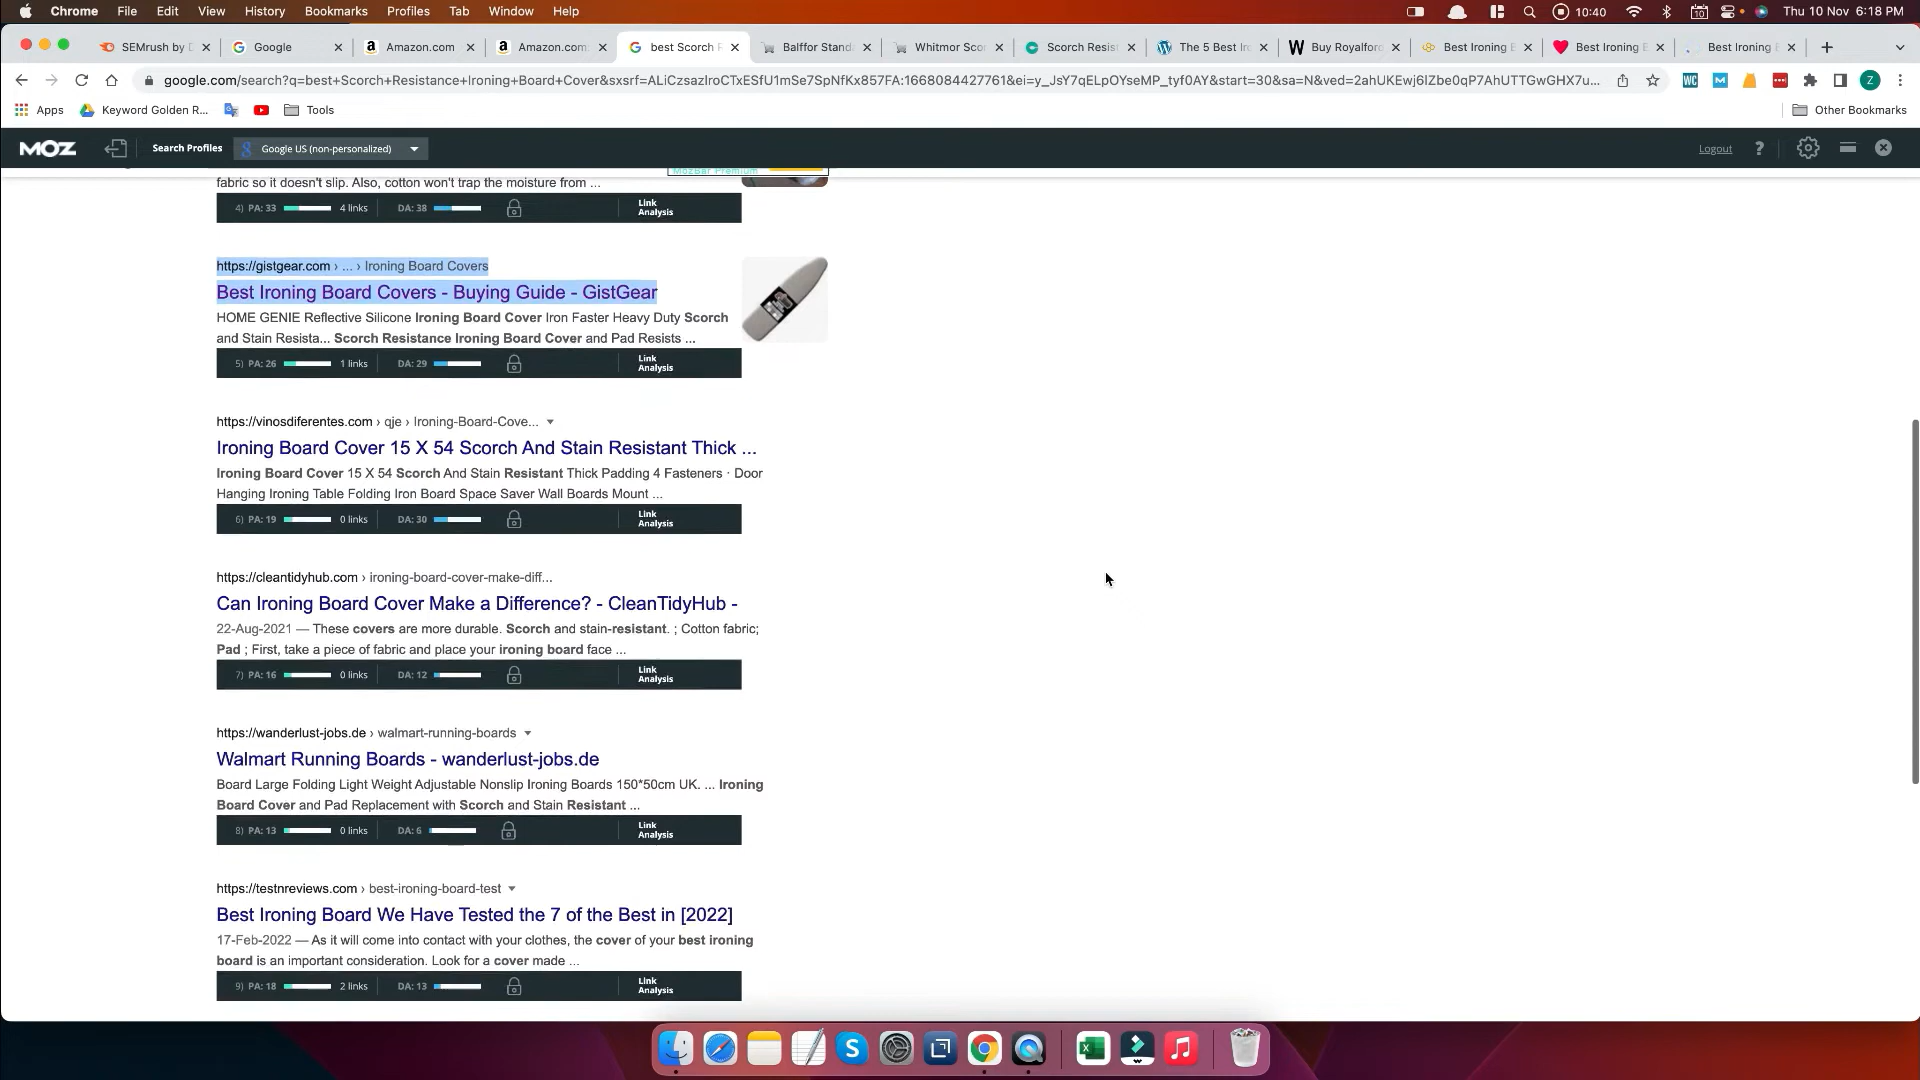 Chrome File Edit View History Bookmarks Profiles Tab Window Help 10:40 10 Thu 10 Nov 6:18 PM
SEMrush by D Google Amazon.com Amazon.com best Scorch R Balffor Stand Whitmor Sco Scorch Resis The 5 Best Ir Buy Royalfor Best Ironing B Best Ironing B Best Ironing
google.com/search?q=best+Scorch+Resistance+Ironing+Board+Cover&sxsrf=ALiCzsazlroCTxESfU1mSe7SpNfKx857FA:1668084427761&ei=y_JsY7qELpOYseMP_tyf0AY&start=30&sa=N&ved=2ahUKEwj6lZbe0qP7AhUTTGwGHX7u...
Apps Keyword Golden R... YouTube Tools Other Bookmarks
MOZ Search Profiles Google US (non-personalized) Logout ?
MozBar Premium
fabric so it doesn't slip. Also, cotton won't trap the moisture from ...
4) PA: 33 4 links DA: 38 Link Analysis
https://gistgear.com › ... › Ironing Board Covers
Best Ironing Board Covers - Buying Guide - GistGear
HOME GENIE Reflective Silicone Ironing Board Cover Iron Faster Heavy Duty Scorch
and Stain Resista... Scorch Resistance Ironing Board Cover and Pad Resists ...
5) PA: 26 1 links DA: 29 Link Analysis
https://vinosdiferentes.com › qje › Ironing-Board-Cove...
Ironing Board Cover 15 X 54 Scorch And Stain Resistant Thick ...
Ironing Board Cover 15 X 54 Scorch And Stain Resistant Thick Padding 4 Fasteners · Door
Hanging Ironing Table Folding Iron Board Space Saver Wall Boards Mount ...
6) PA: 19 0 links DA: 30 Link Analysis
https://cleantidyhub.com › ironing-board-cover-make-diff...
Can Ironing Board Cover Make a Difference? - CleanTidyHub -
22-Aug-2021 — These covers are more durable. Scorch and stain-resistant. ; Cotton fabric;
Pad ; First, take a piece of fabric and place your ironing board face ...
7) PA: 16 0 links DA: 12 Link Analysis
https://wanderlust-jobs.de › walmart-running-boards
Walmart Running Boards - wanderlust-jobs.de
Board Large Folding Light Weight Adjustable Nonslip Ironing Boards 150*50cm UK. ... Ironing
Board Cover and Pad Replacement with Scorch and Stain Resistant ...
8) PA: 13 0 links DA: 6 Link Analysis
https://testnreviews.com › best-ironing-board-test
Best Ironing Board We Have Tested the 7 of the Best in [2022]
17-Feb-2022 — As it will come into contact with your clothes, the cover of your best ironing
board is an important consideration. Look for a cover made ...
9) PA: 18 2 links DA: 13 Link Analysis